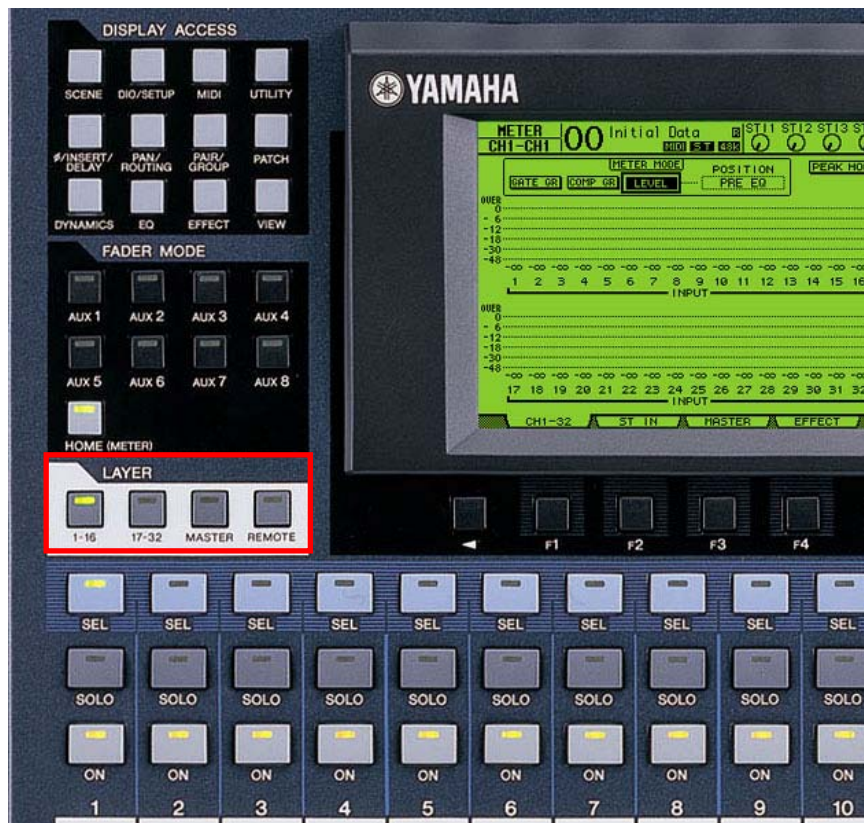 DISPLAY ACCESS
SCENE DIO/SETUP MIDI UTILITY
ø/INSERT/DELAY PAN/ROUTING PAIR/GROUP PATCH
DYNAMICS EQ EFFECT VIEW
FADER MODE
AUX 1 AUX 2 AUX 3 AUX 4
AUX 5 AUX 6 AUX 7 AUX 8
HOME (METER)
LAYER
1-16 17-32 MASTER REMOTE
YAMAHA
METER CH1-CH1 00 Initial Data R ST11 STI2 STI3
MIDI ST 48k
METER MODE POSITION PEAK
GATE GR COMP GR LEVEL PRE EQ
OVER
0
- 6
-12
-18
-30
-48
-∞ -∞ -∞ -∞ -∞ -∞ -∞ -∞ -∞ -∞ -∞ -∞ -∞ -∞ -∞
1 2 3 4 5 6 7 8 9 10 11 12 13 14 15 16
INPUT
OVER
0
- 6
-12
-18
-30
-48
-∞ -∞ -∞ -∞ -∞ -∞ -∞ -∞ -∞ -∞ -∞ -∞ -∞ -∞ -∞
17 18 19 20 21 22 23 24 25 26 27 28 29 30 31 32
INPUT
CH1-32 ST IN MASTER EFFECT
◄ F1 F2 F3 F4
SEL SEL SEL SEL SEL SEL SEL SEL SEL SEL
SOLO SOLO SOLO SOLO SOLO SOLO SOLO SOLO SOLO SOLO
ON ON ON ON ON ON ON ON ON ON
1 2 3 4 5 6 7 8 9 10